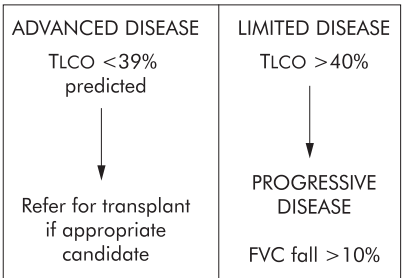 ADVANCED DISEASE
TLCO <39%
predicted
Refer for transplant
if appropriate
candidate
LIMITED DISEASE
TLCO >40%
PROGRESSIVE
DISEASE
FVC fall >10%